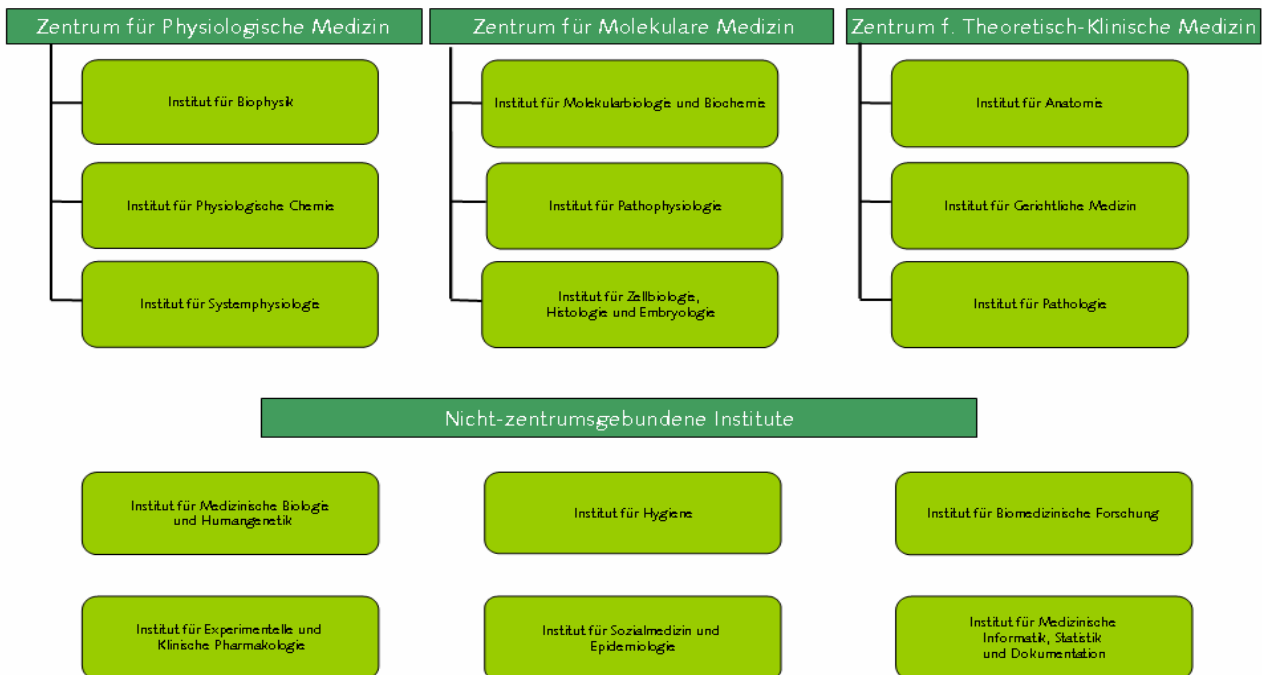 Zentrum für Physiologische Medizin
Institut für Biophysik
Institut für Physiologische Chemie
Institut für Systemphysiologie
Zentrum für Molekulare Medizin
Institut für Molekularbiologie und Biochemie
Institut für Pathophysiologie
Institut für Zellbiologie,
Histologie und Embryologie
Zentrum f. Theoretisch-Klinische Medizin
Institut für Anatomie
Institut für Gerichtliche Medizin
Institut für Pathologie
Nicht-zentrumsgebundene Institute
Institut für Medizinische Biologie
und Humangenetik
Institut für Hygiene
Institut für Biomedizinische Forschung
Institut für Experimentelle und
Klinische Pharmakologie
Institut für Sozialmedizin und
Epidemiologie
Institut für Medizinische
Informatik, Statistik
und Dokumentation